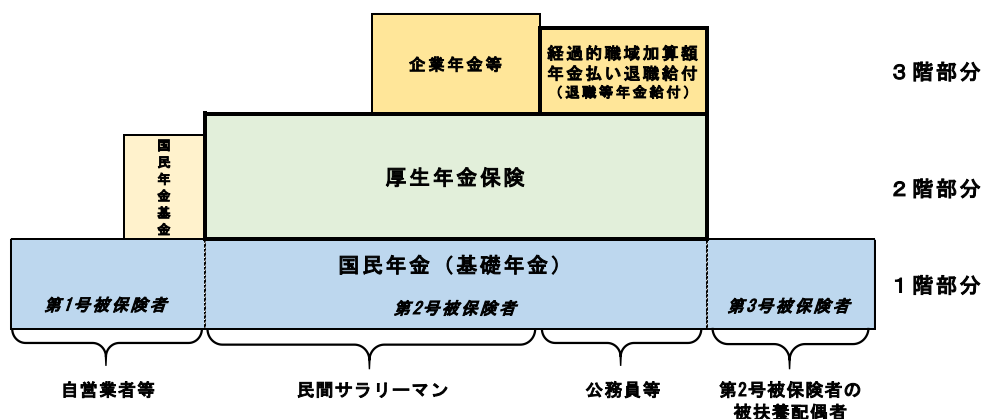 企業年金等
経過的職域加算額
年金払い退職給付
（退職等年金給付）
３階部分
国民年金基金
厚生年金保険
２階部分
国民年金（基礎年金）
第1号被保険者
第2号被保険者
第3号被保険者
１階部分
自営業者等
民間サラリーマン
公務員等
第2号被保険者の
被扶養配偶者